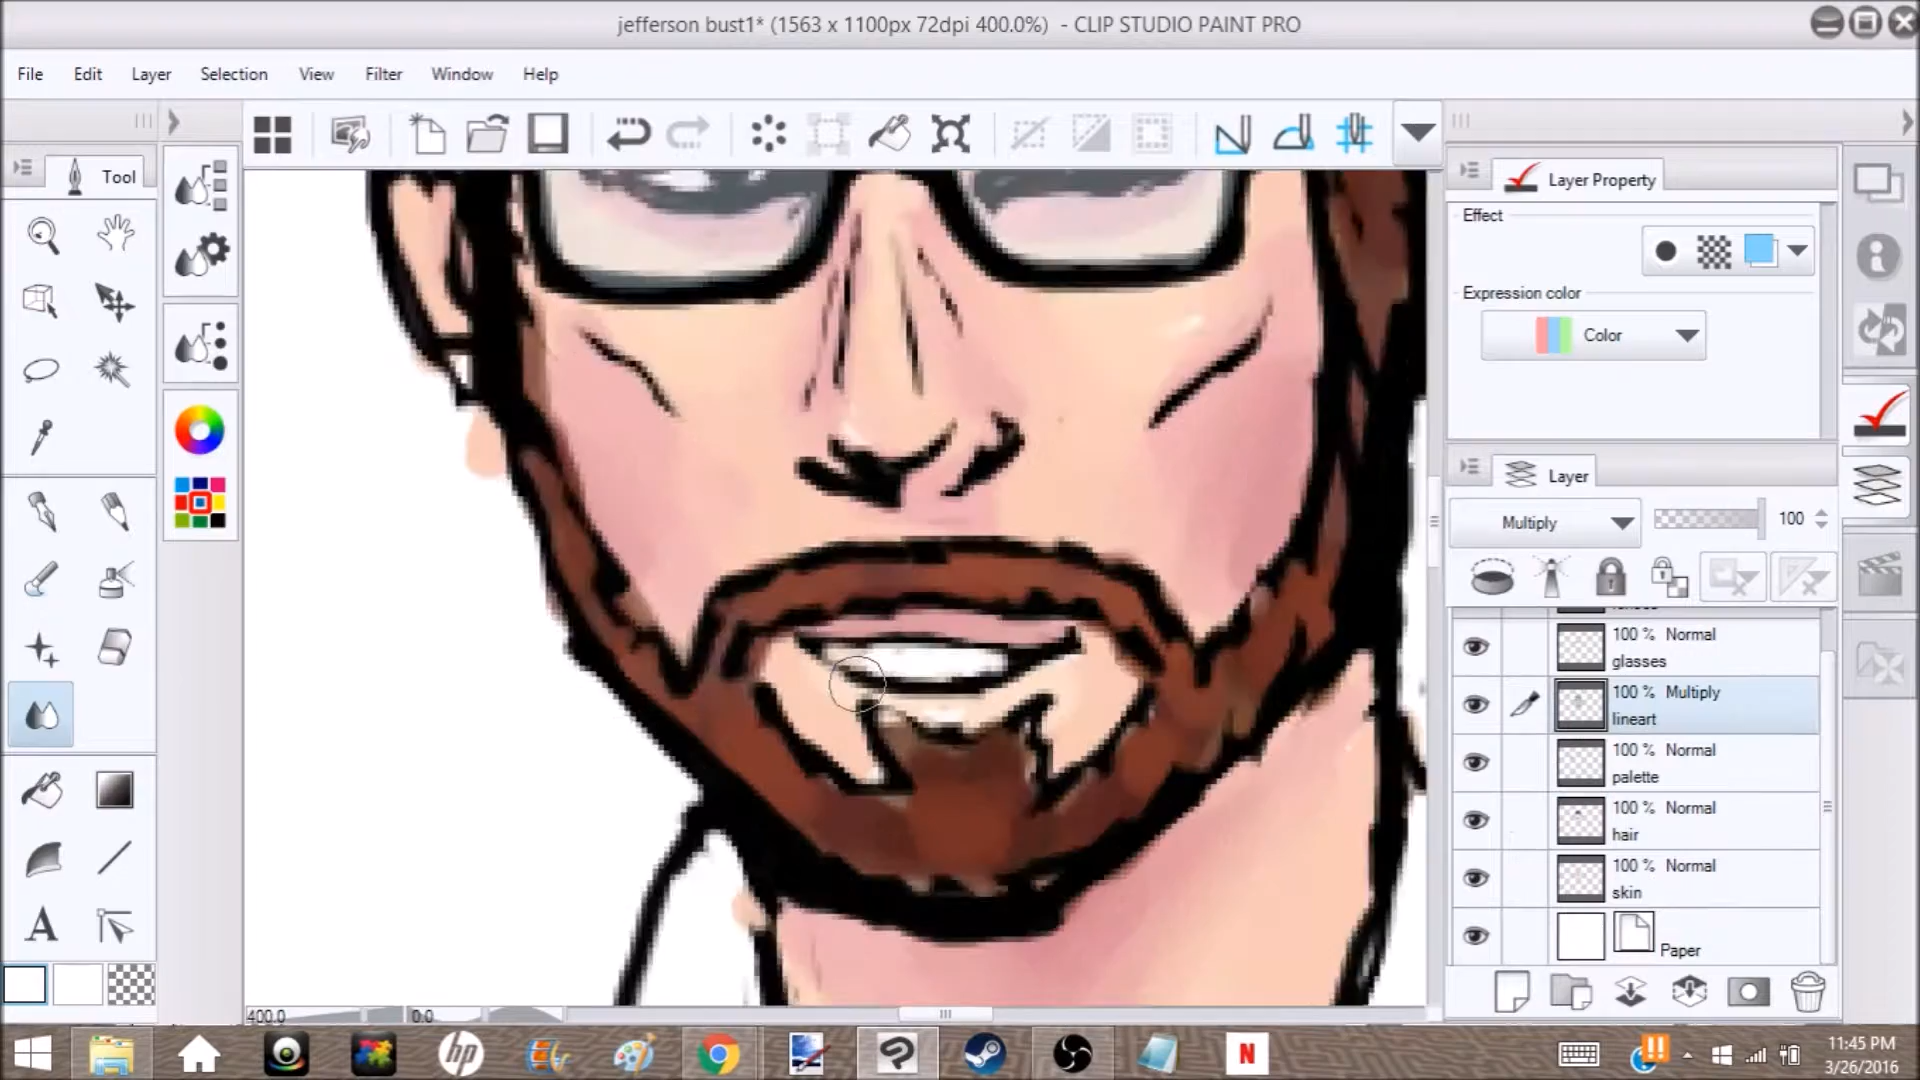 jefferson bust1* (1563 x 1100px 72dpi 400.0%) - CLIP STUDIO PAINT PRO
File Edit Layer Selection View Filter Window Help
Tool
Layer Property
Effect
Expression color
Color
Layer
Multiply 100
100 % Normal
glasses
100 % Multiply
lineart
100 % Normal
palette
100 % Normal
hair
100 % Normal
skin
Paper
A
400.0 0.0
hp
N
11:45 PM
3/26/2016